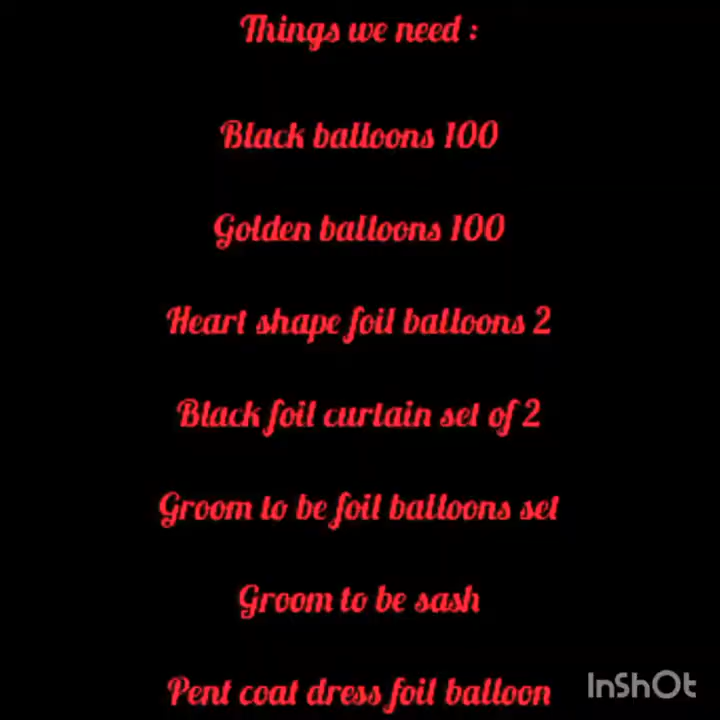 Things we need :
Black balloons 100
Golden balloons 100
Heart shape foil balloons 2
Black foil curtain set of 2
Groom to be foil balloons set
Groom to be sash
Pent coat dress foil balloon
InShOt